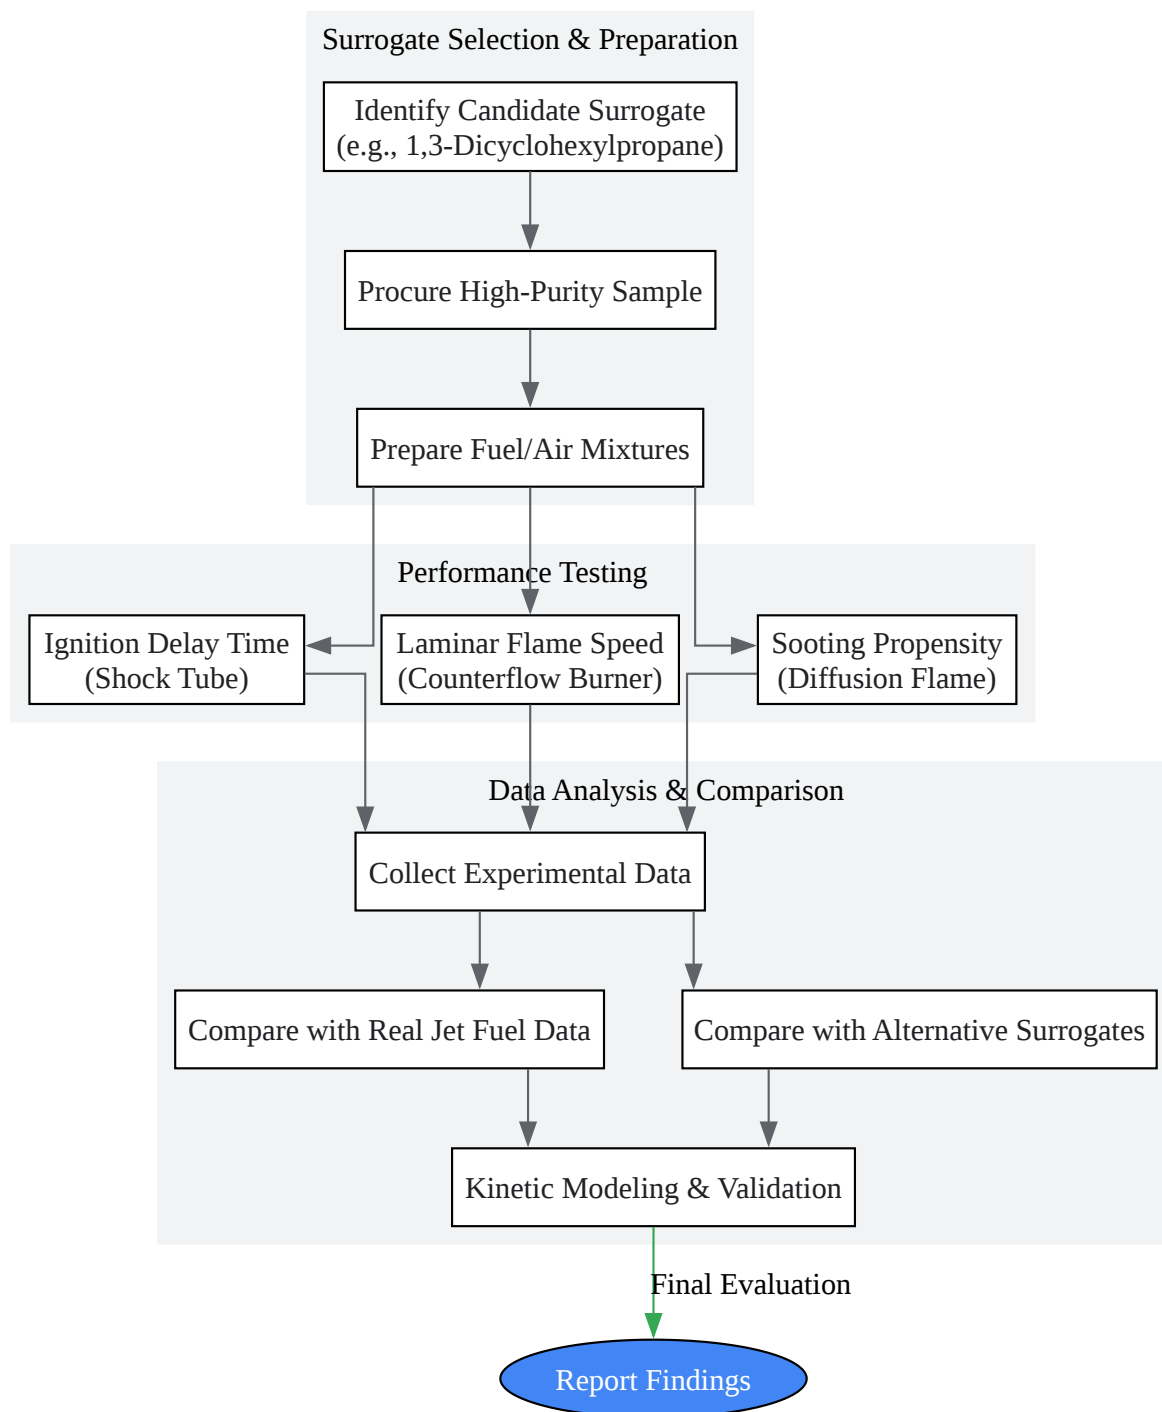 Surrogate Selection & Preparation
Identify Candidate Surrogate
(e.g., 1,3-Dicyclohexylpropane)
Procure High-Purity Sample
Prepare Fuel/Air Mixtures
Performance Testing
Ignition Delay Time
(Shock Tube)
Laminar Flame Speed
(Counterflow Burner)
Sooting Propensity
(Diffusion Flame)
Data Analysis & Comparison
Collect Experimental Data
Compare with Real Jet Fuel Data
Compare with Alternative Surrogates
Kinetic Modeling & Validation
Final Evaluation
Report Findings